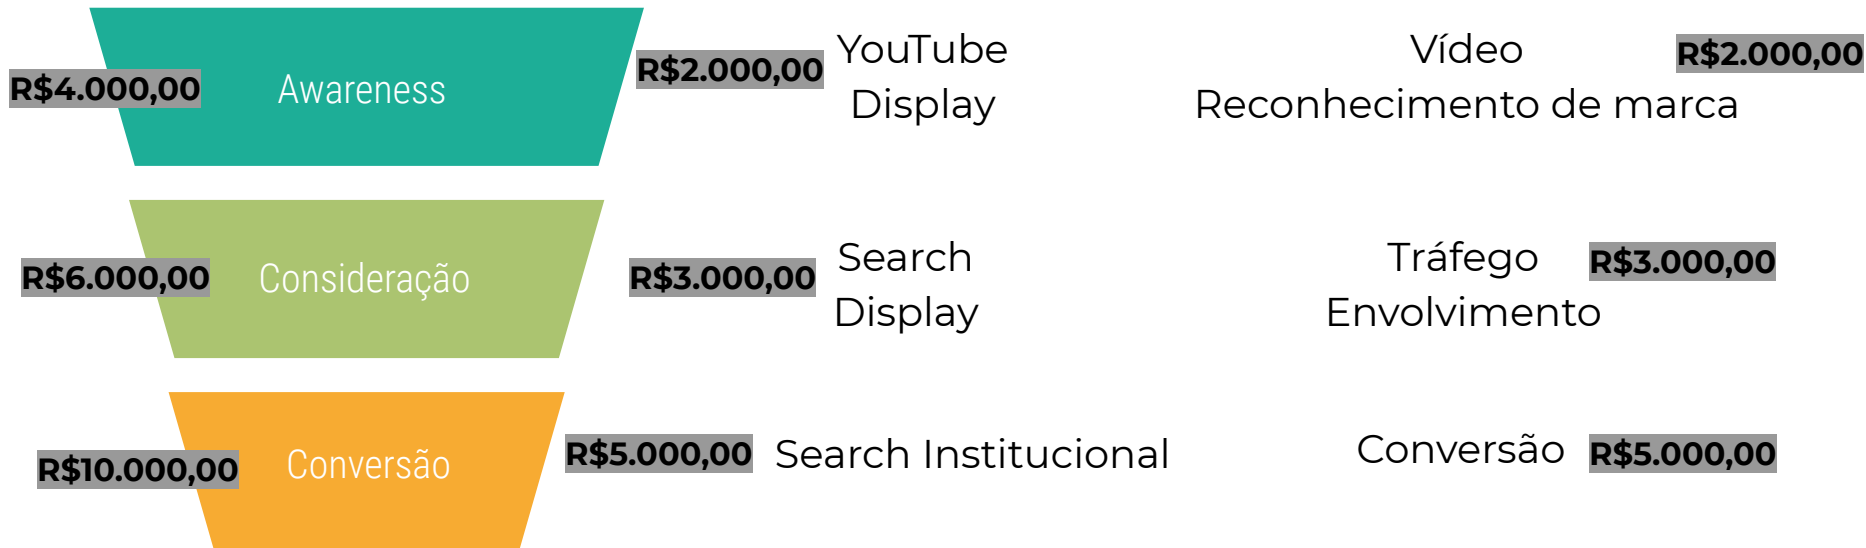 R$4.000,00
Awareness
R$2.000,00
YouTube
Display
Vídeo
R$2.000,00
Reconhecimento de marca
R$6.000,00
Consideração
R$3.000,00
Search
Display
Tráfego
R$3.000,00
Envolvimento
R$10.000,00
Conversão
R$5.000,00
Search Institucional
Conversão
R$5.000,00